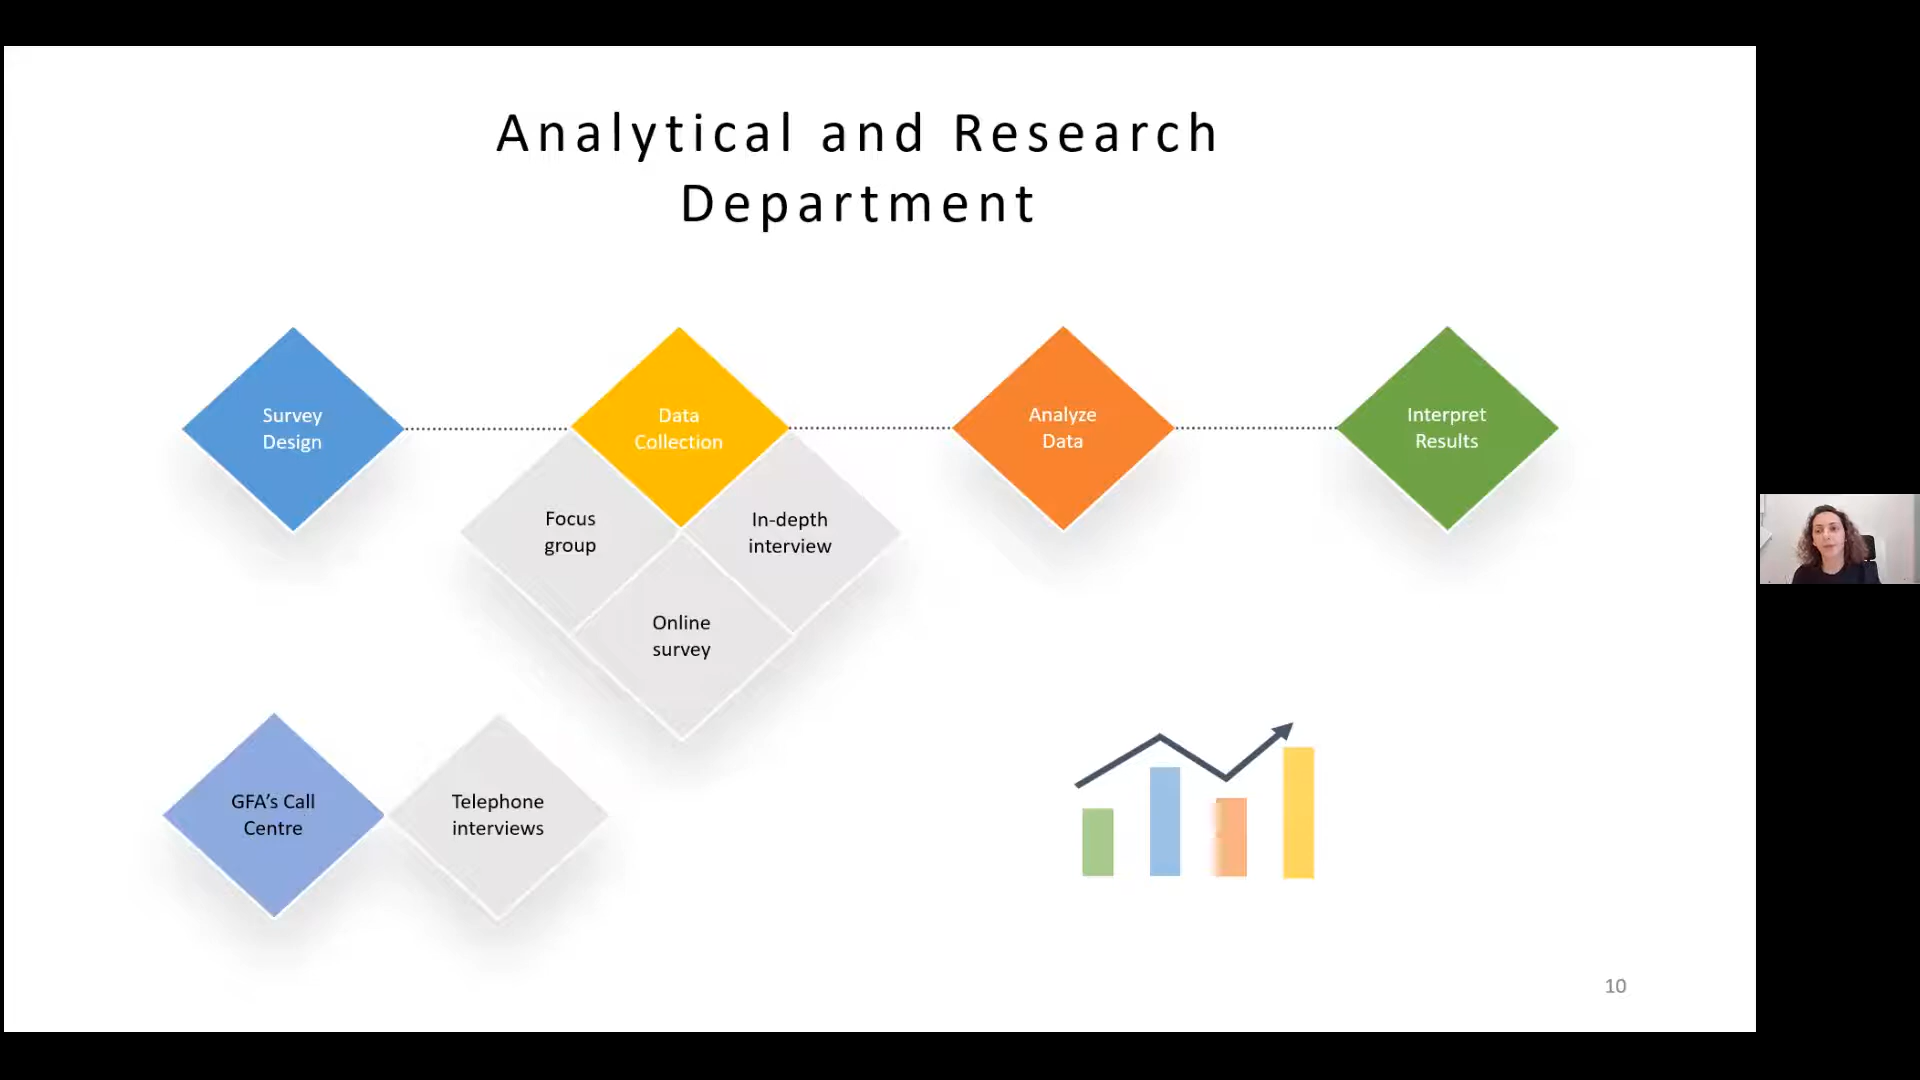 Analytical and Research
Department
Survey
Design
Data
Collection
Analyze
Data
Interpret
Results
Focus
group
In-depth
interview
Online
survey
GFA's Call
Centre
Telephone
interviews
10